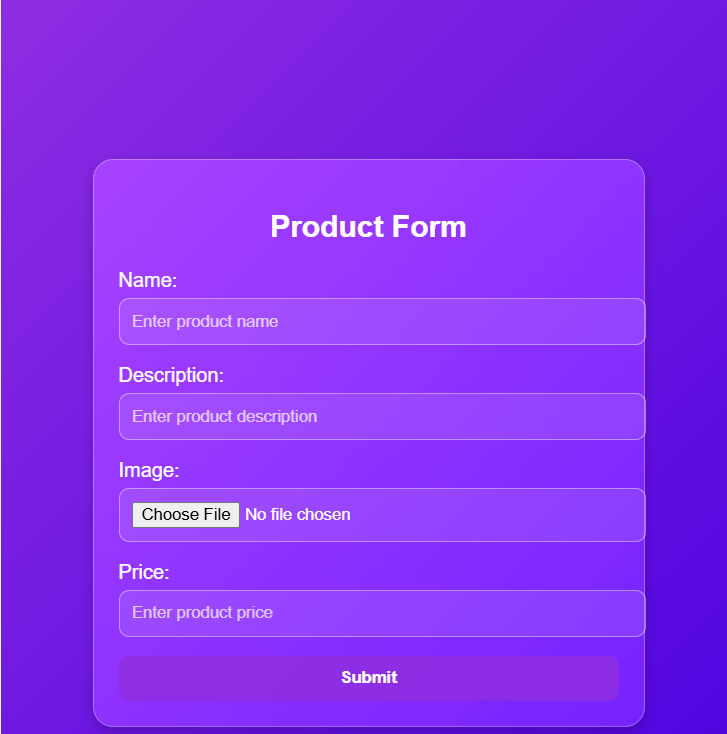 Product Form
Name:
Enter product name
Description:
Enter product description
Image:
Choose File No file chosen
Price:
Enter product price
Submit